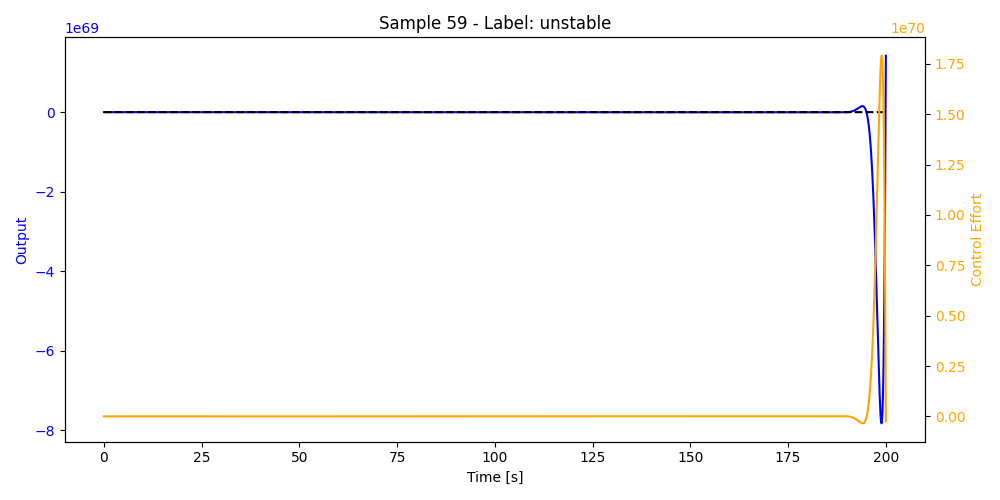 Sample 59 - Label: unstable
1e69
1e70
0
−2
−4
−6
−8
Output
1.75
1.50
1.25
1.00
0.75
0.50
0.25
0.00
Control Effort
0 25 50 75 100 125 150 175 200
Time [s]